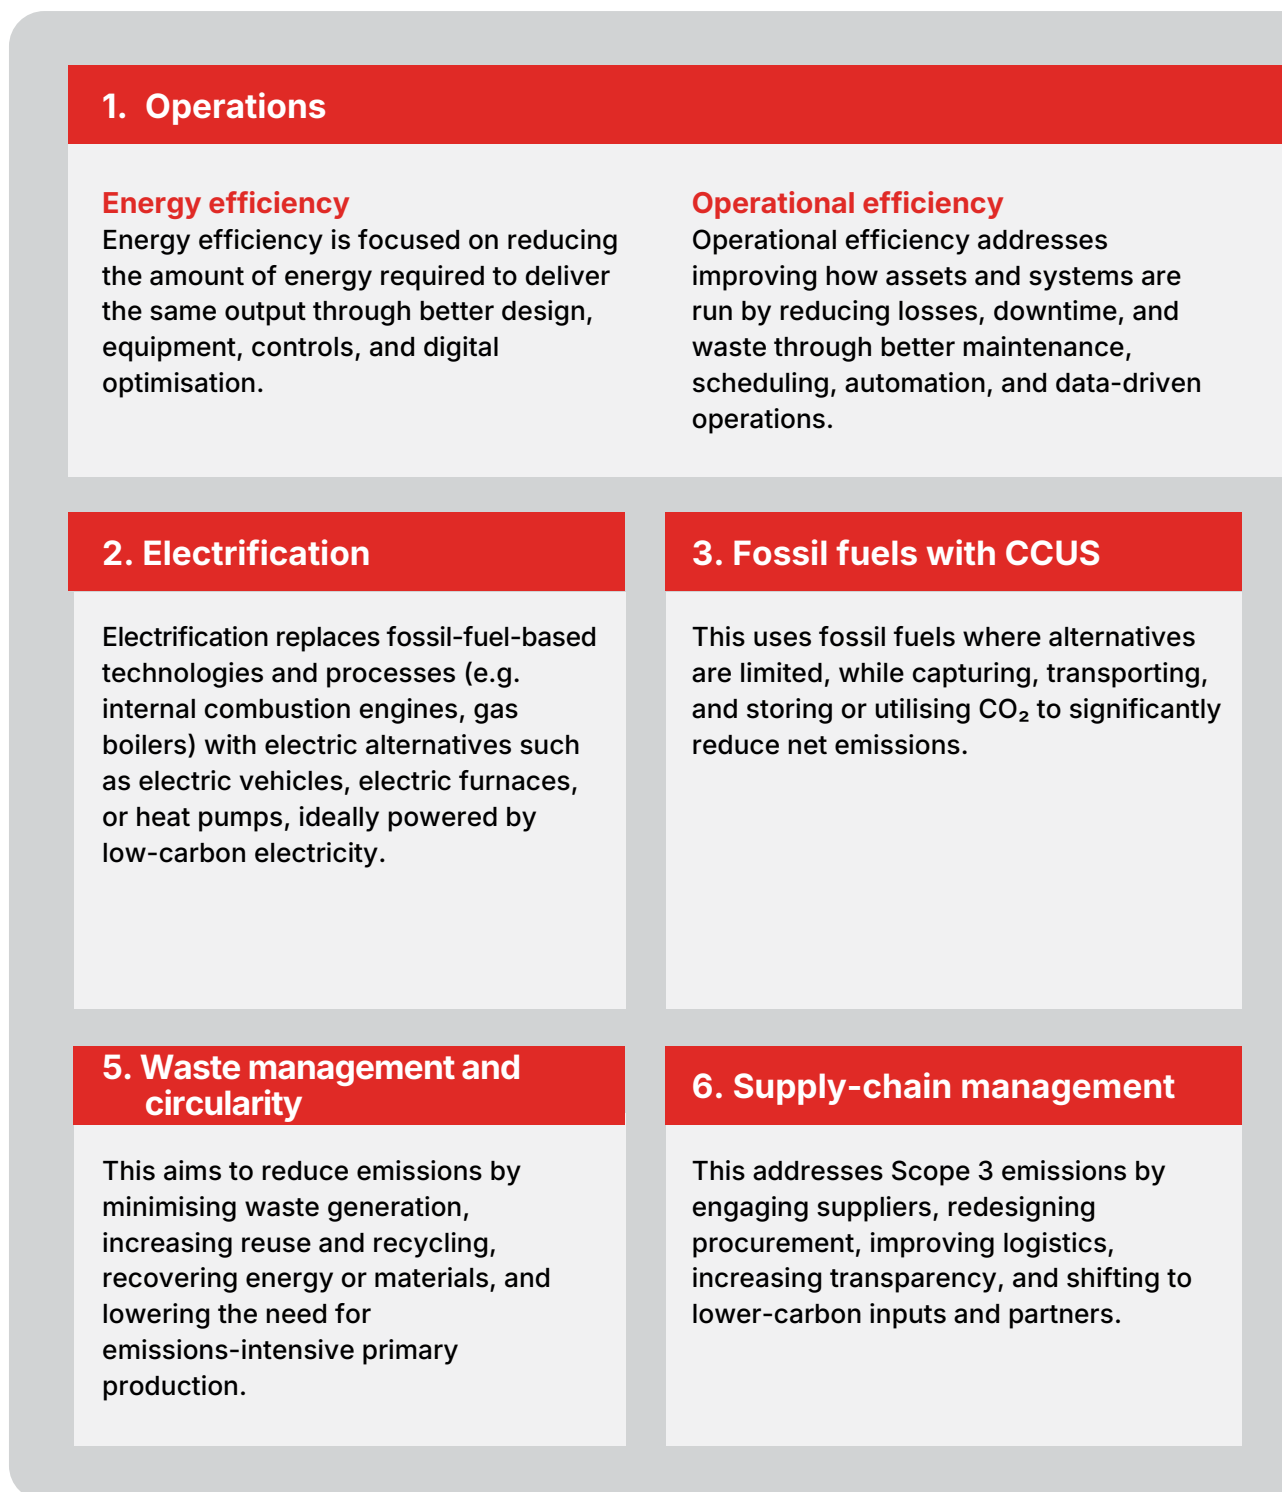 1. Operations
Energy efficiency
Energy efficiency is focused on reducing
the amount of energy required to deliver
the same output through better design,
equipment, controls, and digital
optimisation.
Operational efficiency
Operational efficiency addresses
improving how assets and systems are
run by reducing losses, downtime, and
waste through better maintenance,
scheduling, automation, and data-driven
operations.
2. Electrification
Electrification replaces fossil-fuel-based
technologies and processes (e.g.
internal combustion engines, gas
boilers) with electric alternatives such
as electric vehicles, electric furnaces,
or heat pumps, ideally powered by
low-carbon electricity.
3. Fossil fuels with CCUS
This uses fossil fuels where alternatives
are limited, while capturing, transporting,
and storing or utilising CO₂ to significantly
reduce net emissions.
5. Waste management and
circularity
This aims to reduce emissions by
minimising waste generation,
increasing reuse and recycling,
recovering energy or materials, and
lowering the need for
emissions-intensive primary
production.
6. Supply-chain management
This addresses Scope 3 emissions by
engaging suppliers, redesigning
procurement, improving logistics,
increasing transparency, and shifting to
lower-carbon inputs and partners.